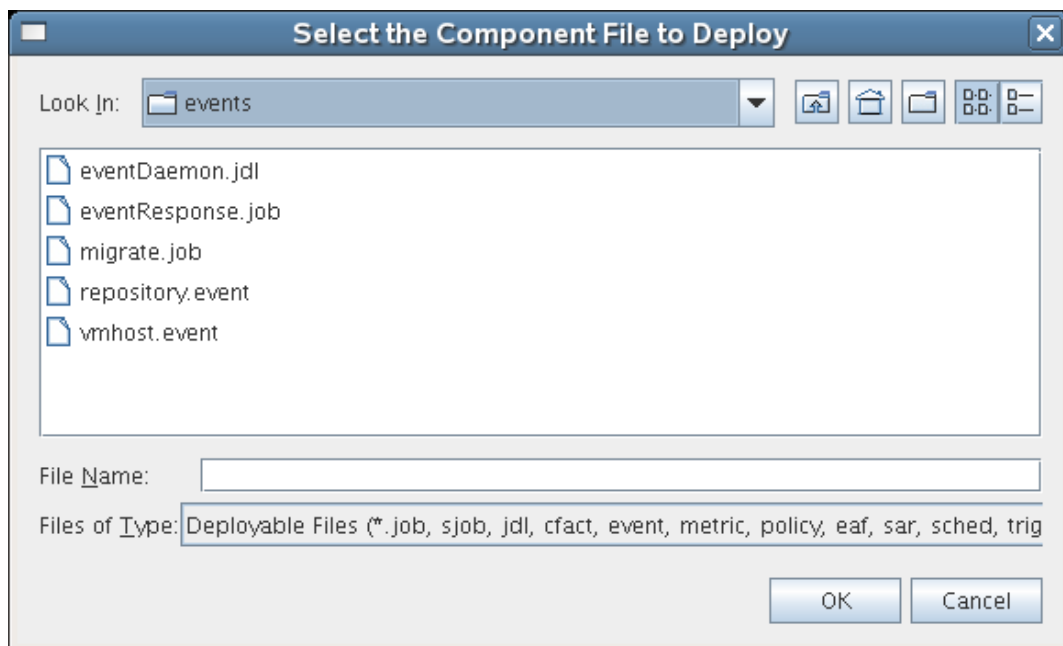 Select the Component File to Deploy
Look In: events
eventDaemon.jdl
eventResponse.job
migrate.job
repository.event
vmhost.event
File Name:
Files of Type: Deployable Files (*.job, sjob, jdl, cfact, event, metric, policy, eaf, sar, sched, trig
OK Cancel